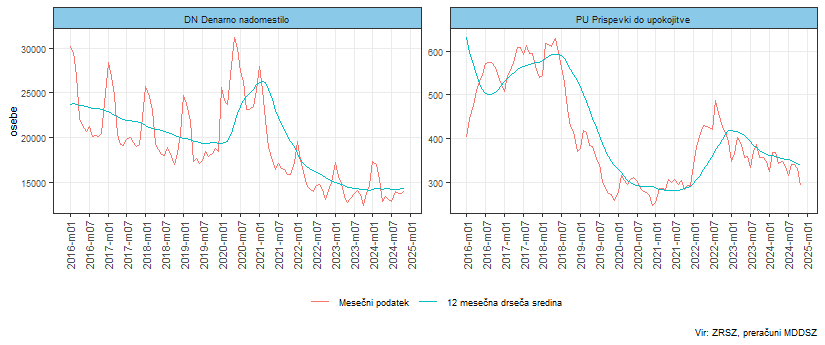 DN Denarno nadomestilo
PU Prispevki do upokojitve
osebe
30000
25000
20000
15000
600
500
400
300
2016-m01
2016-m07
2017-m01
2017-m07
2018-m01
2018-m07
2019-m01
2019-m07
2020-m01
2020-m07
2021-m01
2021-m07
2022-m01
2022-m07
2023-m01
2023-m07
2024-m01
2024-m07
2025-m01
2016-m01
2016-m07
2017-m01
2017-m07
2018-m01
2018-m07
2019-m01
2019-m07
2020-m01
2020-m07
2021-m01
2021-m07
2022-m01
2022-m07
2023-m01
2023-m07
2024-m01
2024-m07
2025-m01
Mesečni podatek
12 mesečna drseča sredina
Vir: ZRSZ, preračuni MDDSZ